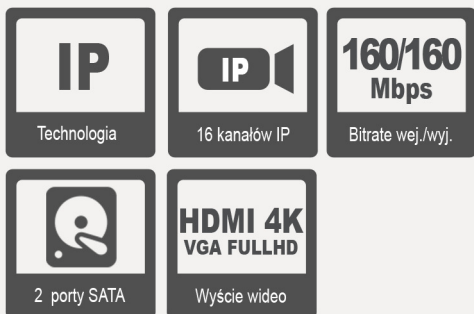 IP
Technologia
IP
16 kanałów IP
160/160
Mbps
Bitrate wej./wyj.
2 porty SATA
HDMI 4K
VGA FULLHD
Wyście wideo